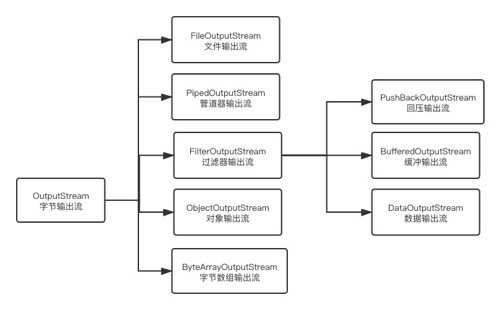 FileOutputStream
文件输出流
PipedOutputStream
管道器输出流
PushBackOutputStream
回压输出流
FilterOutputStream
过滤器输出流
BufferedOutputStream
缓冲输出流
OutputStream
字节输出流
ObjectOutputStream
对象输出流
DataOutputStream
数据输出流
ByteArrayOutputStream
字节数组输出流